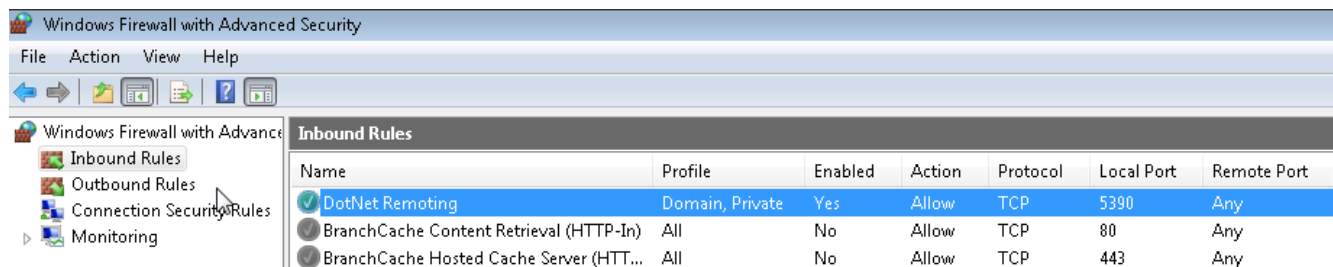 Windows Firewall with Advanced Security
File Action View Help
Windows Firewall with Advance
Inbound Rules
Outbound Rules
Connection Security Rules
Monitoring
Inbound Rules
Name Profile Enabled Action Protocol Local Port Remote Port
DotNet Remoting Domain, Private Yes Allow TCP 5390 Any
BranchCache Content Retrieval (HTTP-In) All No Allow TCP 80 Any
BranchCache Hosted Cache Server (HTT... All No Allow TCP 443 Any